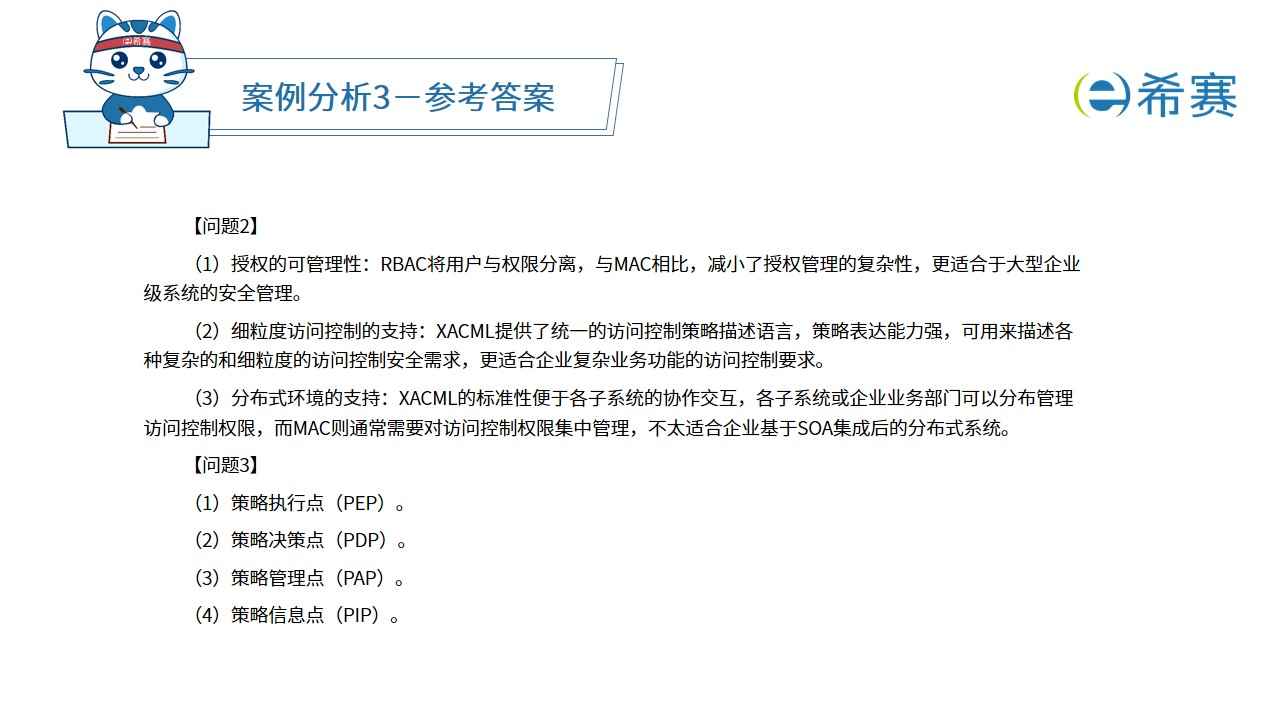 希赛
案例分析3－参考答案
希赛
【问题2】
（1）授权的可管理性：RBAC将用户与权限分离，与MAC相比，减小了授权管理的复杂性，更适合于大型企业
级系统的安全管理。
（2）细粒度访问控制的支持：XACML提供了统一的访问控制策略描述语言，策略表达能力强，可用来描述各
种复杂的和细粒度的访问控制安全需求，更适合企业复杂业务功能的访问控制要求。
（3）分布式环境的支持：XACML的标准性便于各子系统的协作交互，各子系统或企业业务部门可以分布管理
访问控制权限，而MAC则通常需要对访问控制权限集中管理，不太适合企业基于SOA集成后的分布式系统。
【问题3】
（1）策略执行点（PEP）。
（2）策略决策点（PDP）。
（3）策略管理点（PAP）。
（4）策略信息点（PIP）。